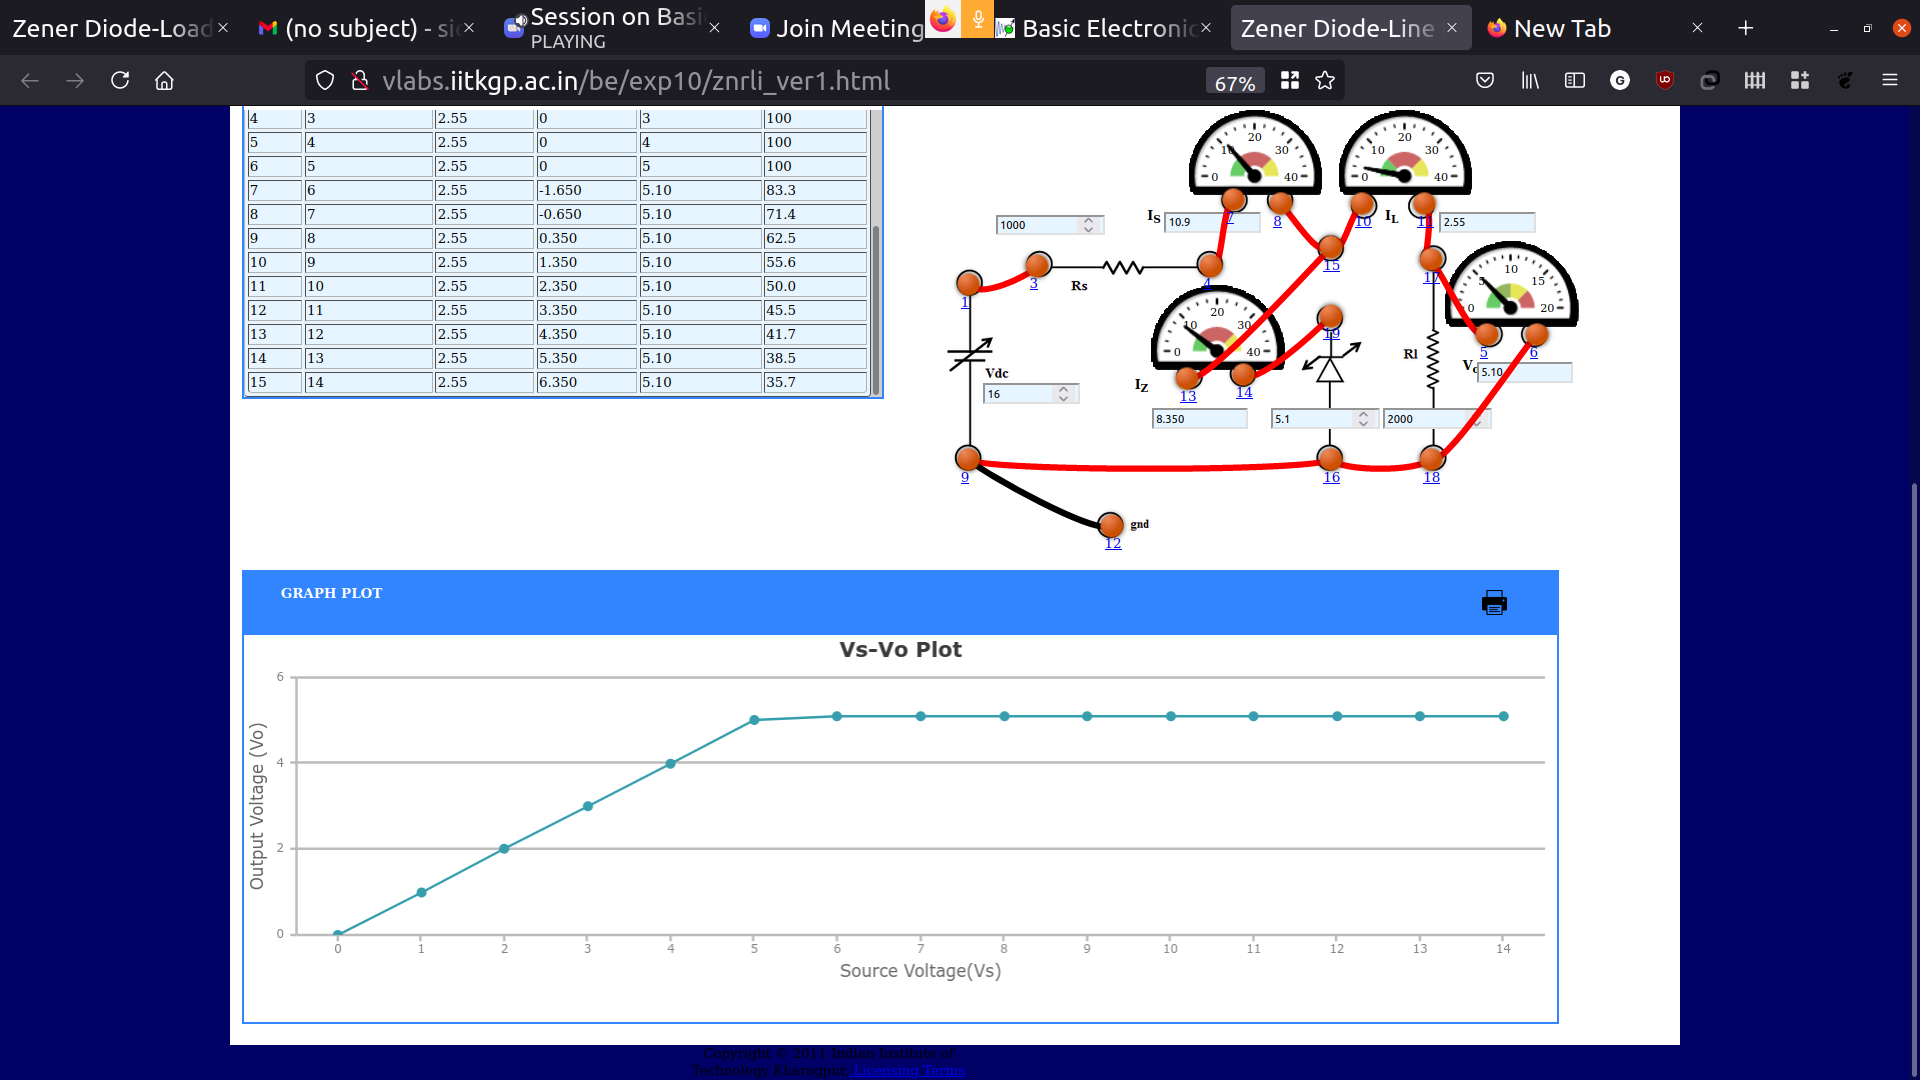 Zener Diode-Load
(no subject) - si
Session on Basi
PLAYING
Join Meeting
Basic Electronic
Zener Diode-Line
New Tab
vlabs.iitkgp.ac.in/be/exp10/znrli_ver1.html
67%
4 3 2.55 0 3 100
5 4 2.55 0 4 100
6 5 2.55 0 5 100
7 6 2.55 -1.650 5.10 83.3
8 7 2.55 -0.650 5.10 71.4
9 8 2.55 0.350 5.10 62.5
10 9 2.55 1.350 5.10 55.6
11 10 2.55 2.350 5.10 50.0
12 11 2.55 3.350 5.10 45.5
13 12 2.55 4.350 5.10 41.7
14 13 2.55 5.350 5.10 38.5
15 14 2.55 6.350 5.10 35.7
0 10 20 30 40
0 10 20 30 40
1000
IS 10.9
7 8 10 IL 11 2.55
1 3 Rs 4 15 17
0 5 10 15 20
0 10 20 30 40
19
5 6
Vdc
16
IZ
13 14
Rl
Vo 5.10
8.350 5.1 2000
9 16 18
gnd
12
GRAPH PLOT
Vs-Vo Plot
Output Voltage (Vo)
6
4
2
0
0 1 2 3 4 5 6 7 8 9 10 11 12 13 14
Source Voltage(Vs)
Copyright © 2011 Indian Institute of
Technology Kharagpur Licensing Terms